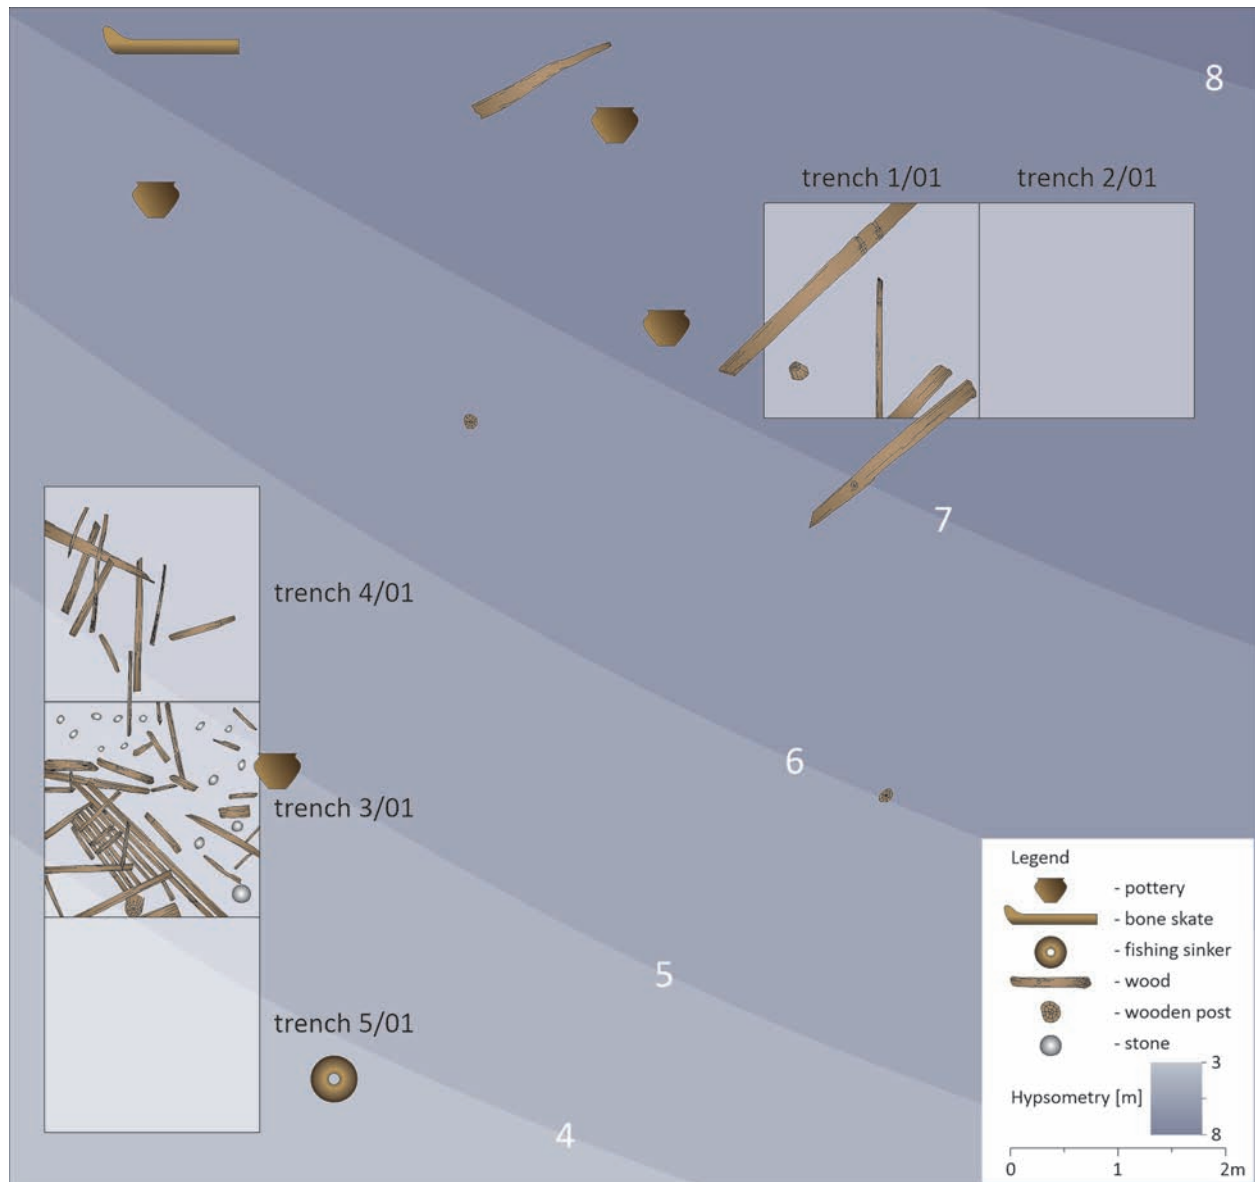 8
trench 1/01
trench 2/01
7
trench 4/01
6
trench 3/01
5
trench 5/01
4
Legend
- pottery
- bone skate
- fishing sinker
- wood
- wooden post
- stone
3
Hypsometry [m]
8
0 1 2m